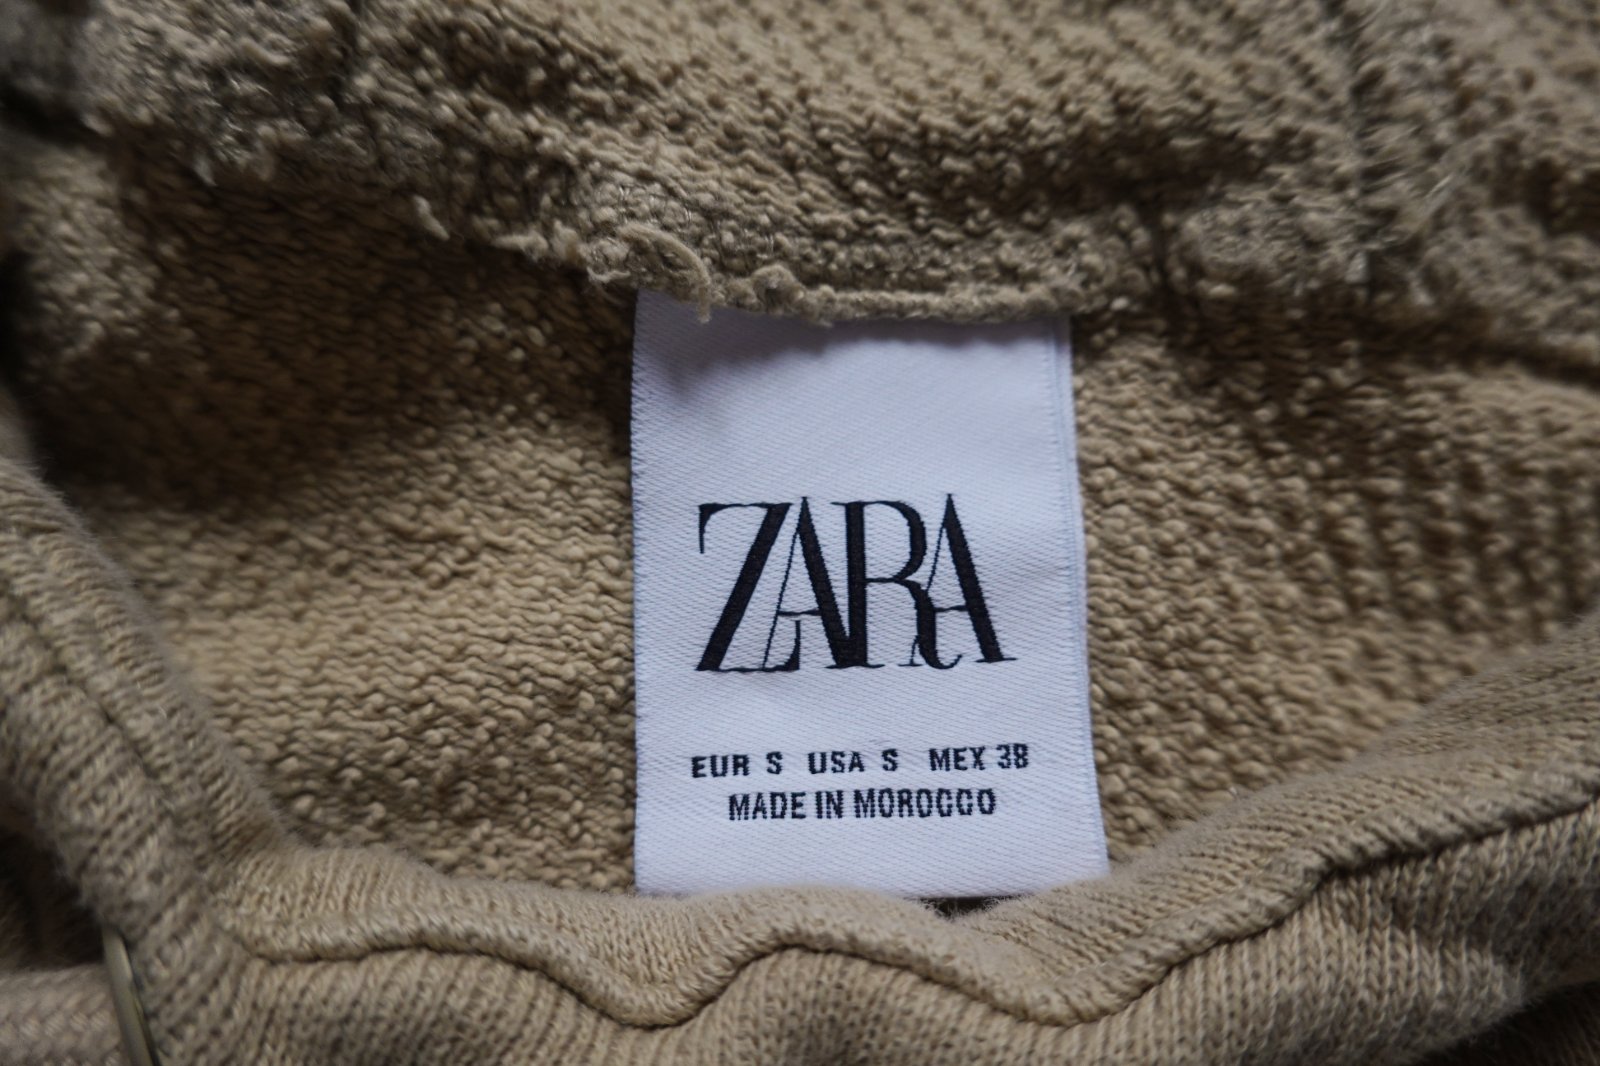 ZARA
EUR S USA S MEX 38
MADE IN MOROCCO